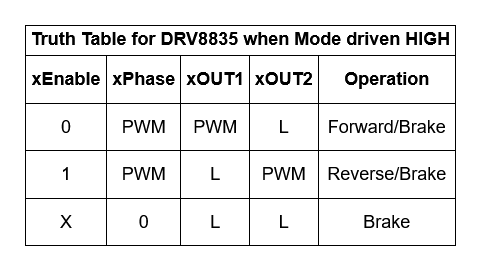 Truth Table for DRV8835 when Mode driven HIGH
xEnable xPhase xOUT1 xOUT2 Operation
0 PWM PWM L Forward/Brake
1 PWM L PWM Reverse/Brake
X 0 L L Brake